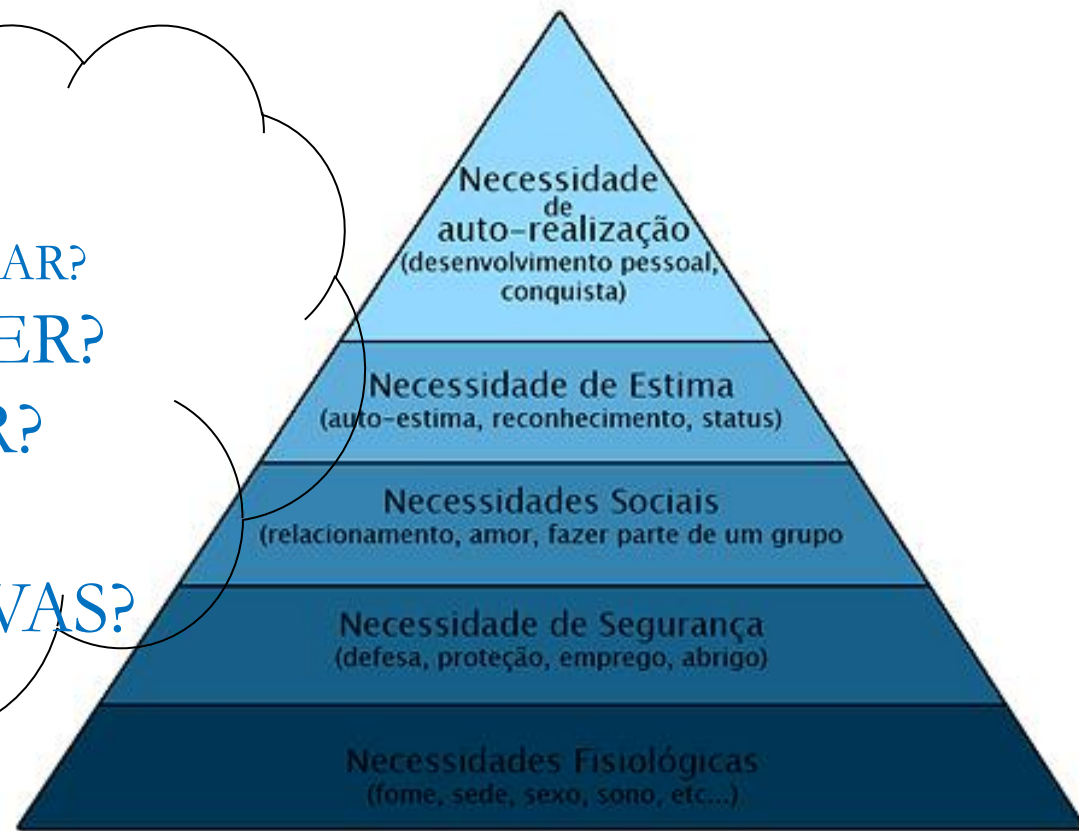 AR?
ER?
R?
VAS?
Necessidade
de
auto-realização
(desenvolvimento pessoal,
conquista)
Necessidade de Estima
(auto-estima, reconhecimento, status)
Necessidades Sociais
(relacionamento, amor, fazer parte de um grupo
Necessidade de Segurança
(defesa, proteção, emprego, abrigo)
Necessidades Fisiológicas
(fome, sede, sexo, sono, etc...)